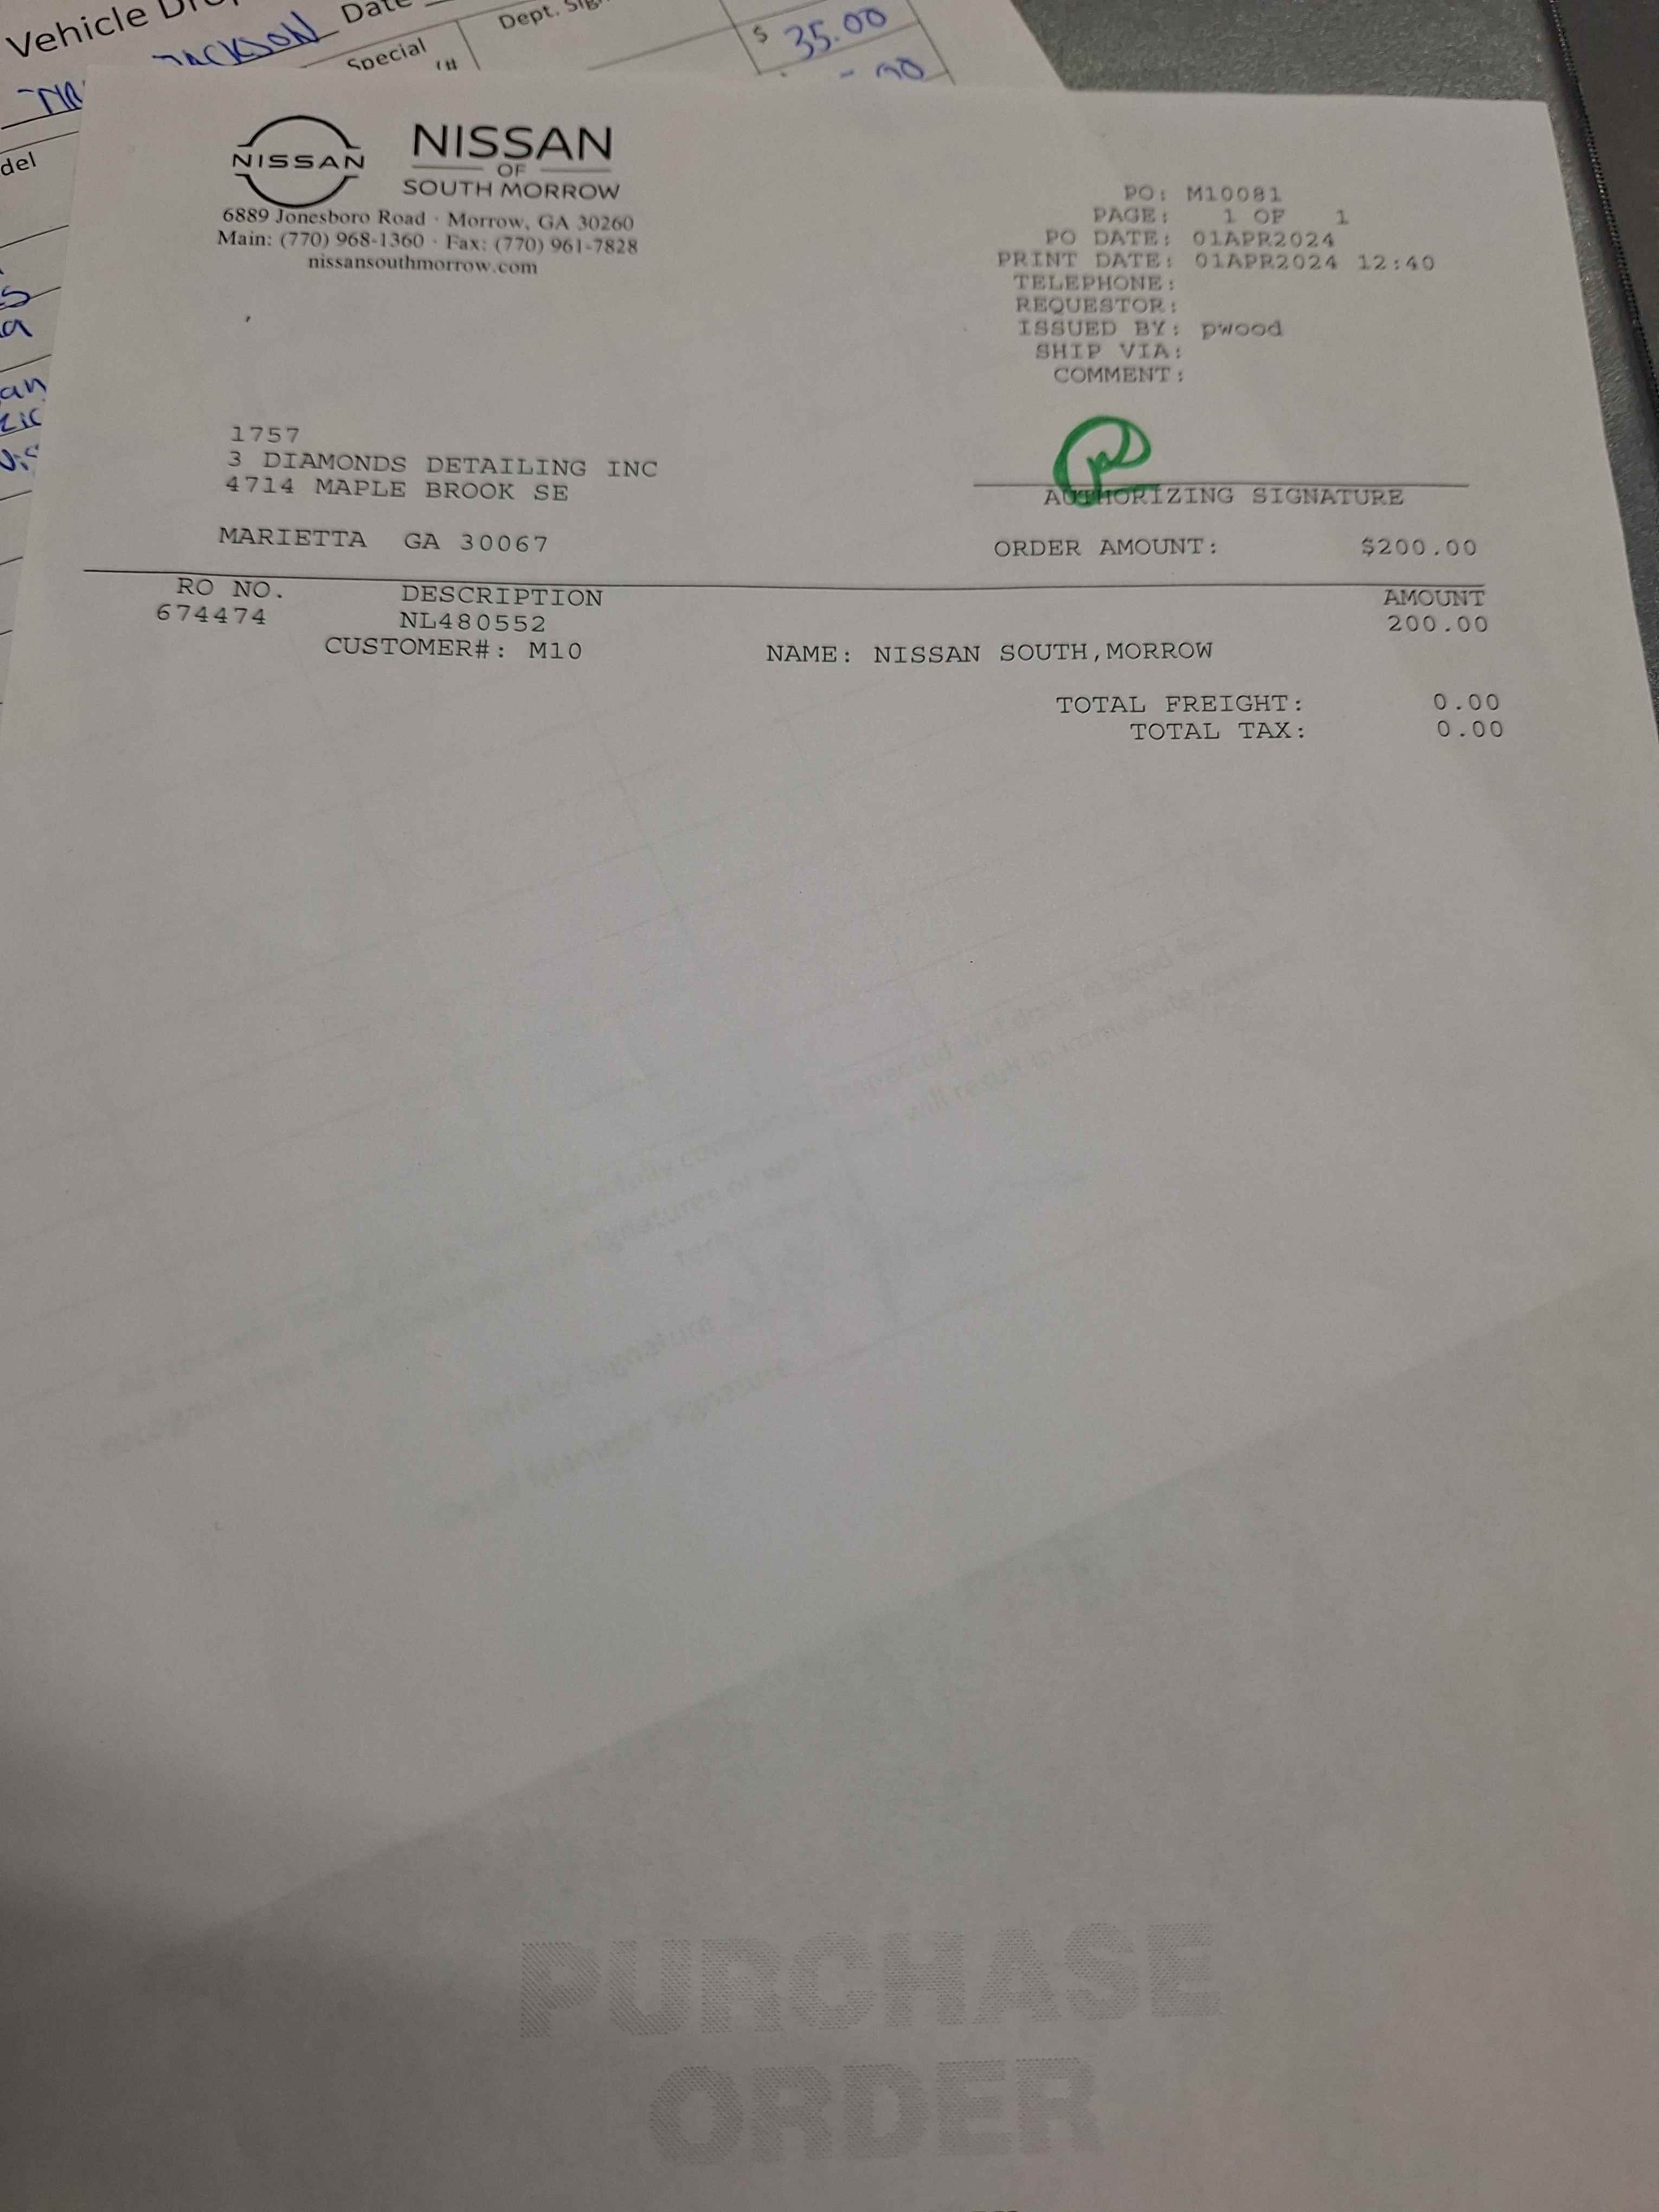 Vehicle
JACKSON Date
Special
Dept.
$ 35.00
del
NISSAN
NISSAN
OF
SOUTH MORROW
6889 Jonesboro Road · Morrow, GA 30260
Main: (770) 968-1360 · Fax: (770) 961-7828
nissansouthmorrow.com
PO: M10081
PAGE: 1 OF 1
PO DATE: 01APR2024
PRINT DATE: 01APR2024 12:40
TELEPHONE:
REQUESTOR:
ISSUED BY: pwood
SHIP VIA:
COMMENT:
1757
3 DIAMONDS DETAILING INC
4714 MAPLE BROOK SE
MARIETTA GA 30067
AUTHORIZING SIGNATURE
ORDER AMOUNT: $200.00
RO NO. DESCRIPTION AMOUNT
674474 NL480552 200.00
CUSTOMER#: M10 NAME: NISSAN SOUTH,MORROW
TOTAL FREIGHT: 0.00
TOTAL TAX: 0.00
PURCHASE
ORDER